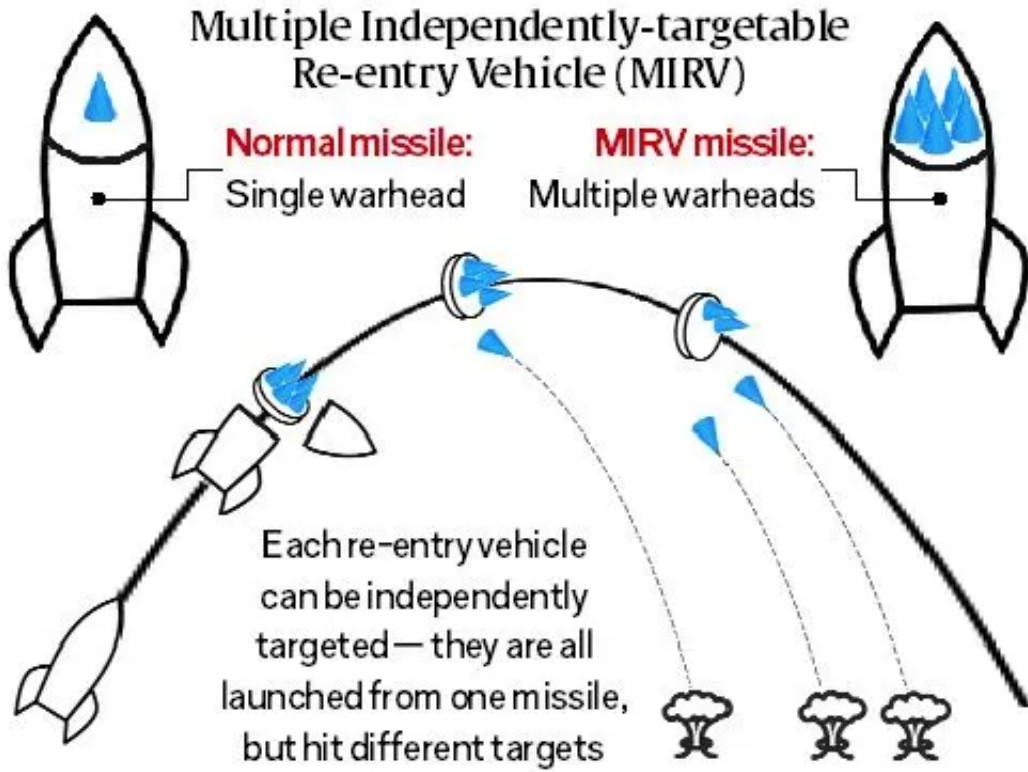 Multiple Independently-targetable
Re-entry Vehicle (MIRV)
Normal missile:
Single warhead
MIRV missile:
Multiple warheads
Each re-entry vehicle
can be independently
targeted— they are all
launched from one missile,
but hit different targets